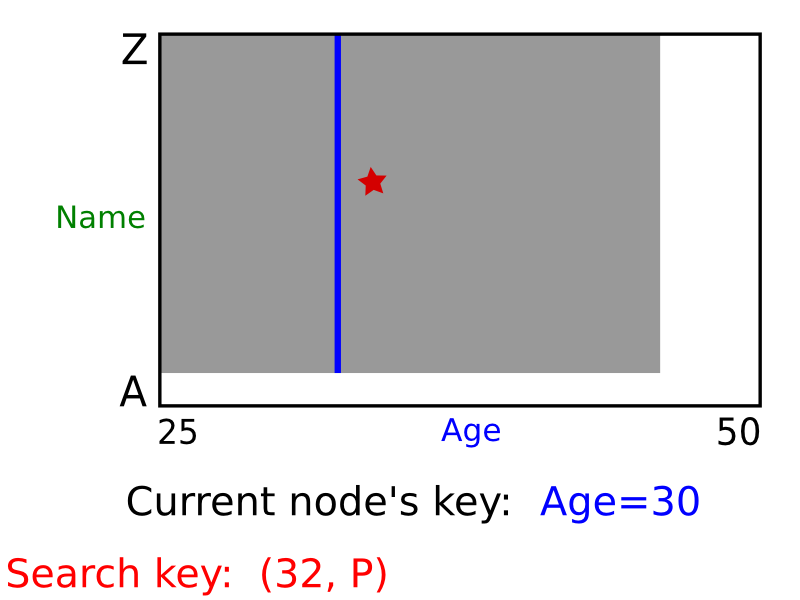 Z
Name
A
25 Age 50
Current node's key: Age=30
Search key: (32, P)